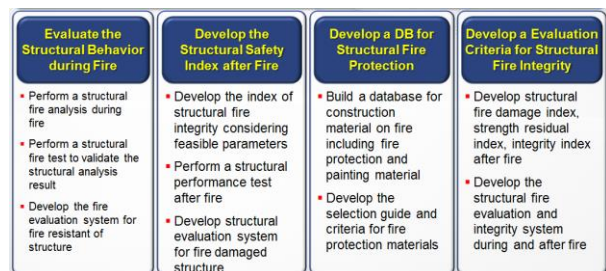 Evaluate the
Structural Behavior
during Fire
▪ Perform a structural
fire analysis during
fire
▪ Perform a structural
fire test to validate the
structural analysis
result
▪ Develop the fire
evaluation system for
fire resistant of
structure
Develop the
Structural Safety
Index after Fire
▪ Develop the index of
structural fire
integrity considering
feasible parameters
▪ Perform a structural
performance test
after fire
▪ Develop structural
evaluation system
for fire damaged
structure
Develop a DB for
Structural Fire
Protection
▪ Build a database for
construction
material on fire
including fire
protection and
painting material
▪ Develop the
selection guide and
criteria for fire
protection materials
Develop a Evaluation
Criteria for Structural
Fire Integrity
▪ Develop structural
fire damage index,
strength residual
index, integrity index
after fire
▪ Develop the
structural fire
evaluation and
integrity system
during and after fire